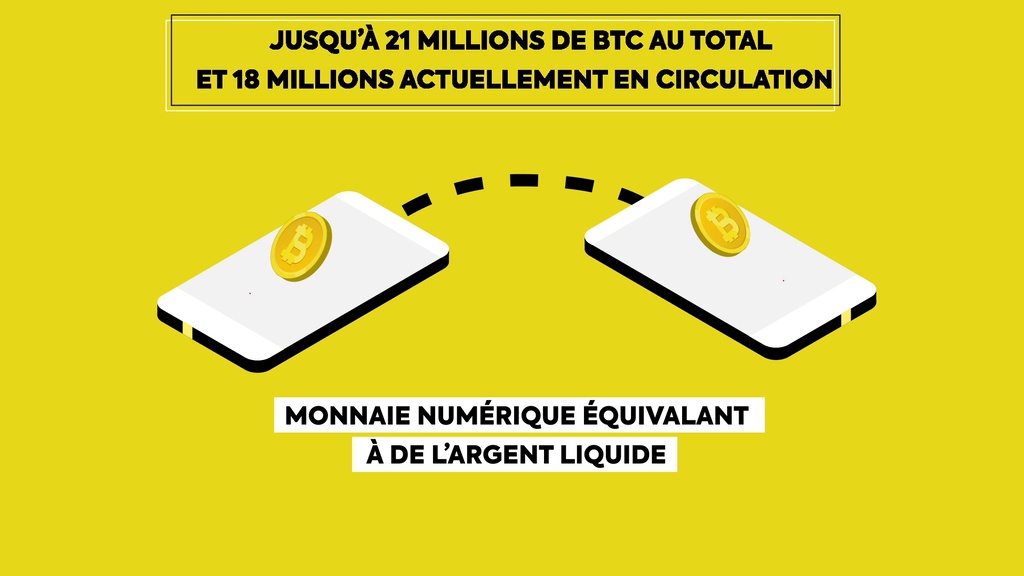 JUSQU’À 21 MILLIONS DE BTC AU TOTAL
ET 18 MILLIONS ACTUELLEMENT EN CIRCULATION
MONNAIE NUMÉRIQUE ÉQUIVALANT
À DE L’ARGENT LIQUIDE